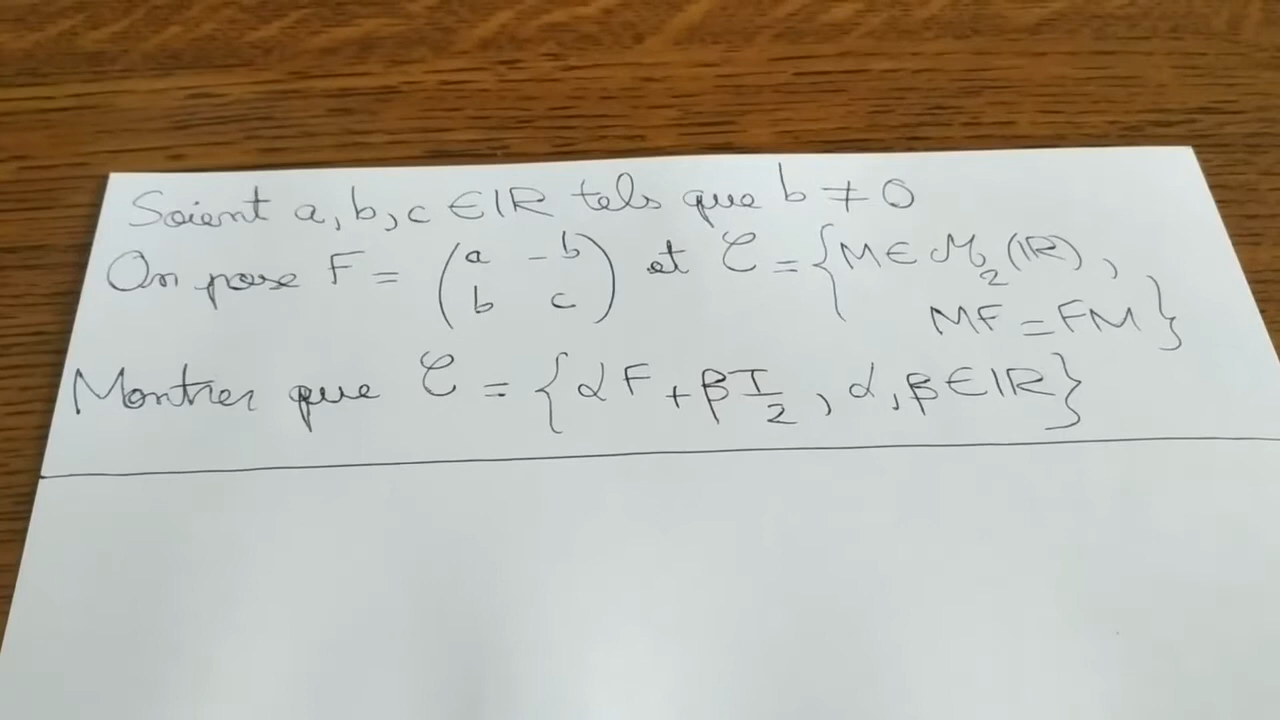 Soient a, b, c ∈ ℝ tels que b ≠ 0
On pose F = (a -b
b c) et 𝒞 = {M ∈ ℳ₂(ℝ),
MF = FM}
Montrer que 𝒞 = {αF + βI₂, α, β ∈ ℝ}